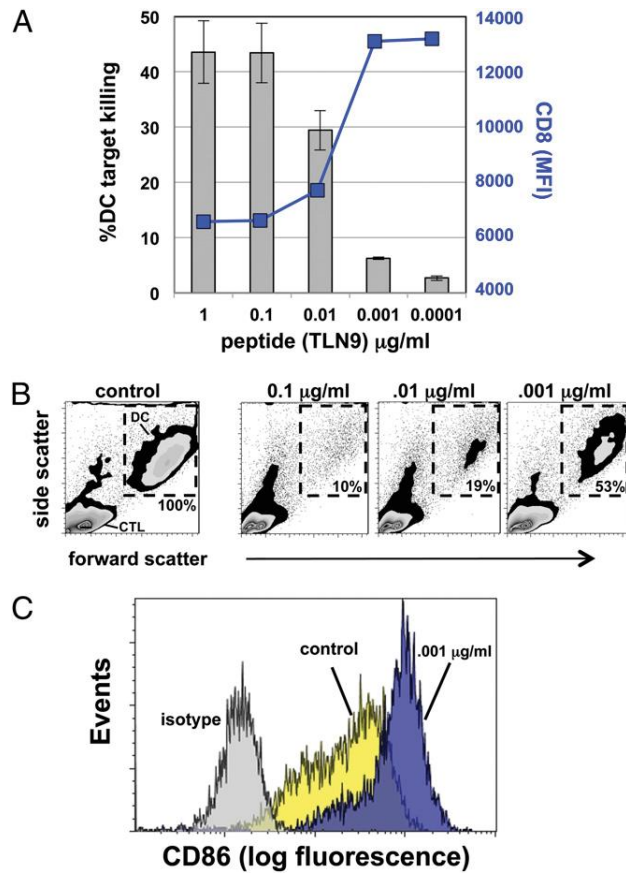 A
%DC target killing
50
40
30
20
10
0
14000
12000
10000
8000
6000
4000
CD8 (MFI)
1 0.1 0.01 0.001 0.0001
peptide (TLN9) μg/ml
B
control 0.1 μg/ml .01 μg/ml .001 μg/ml
side scatter
DC
CTL
100% 10% 19% 53%
forward scatter
C
Events
isotype
control
.001 μg/ml
CD86 (log fluorescence)